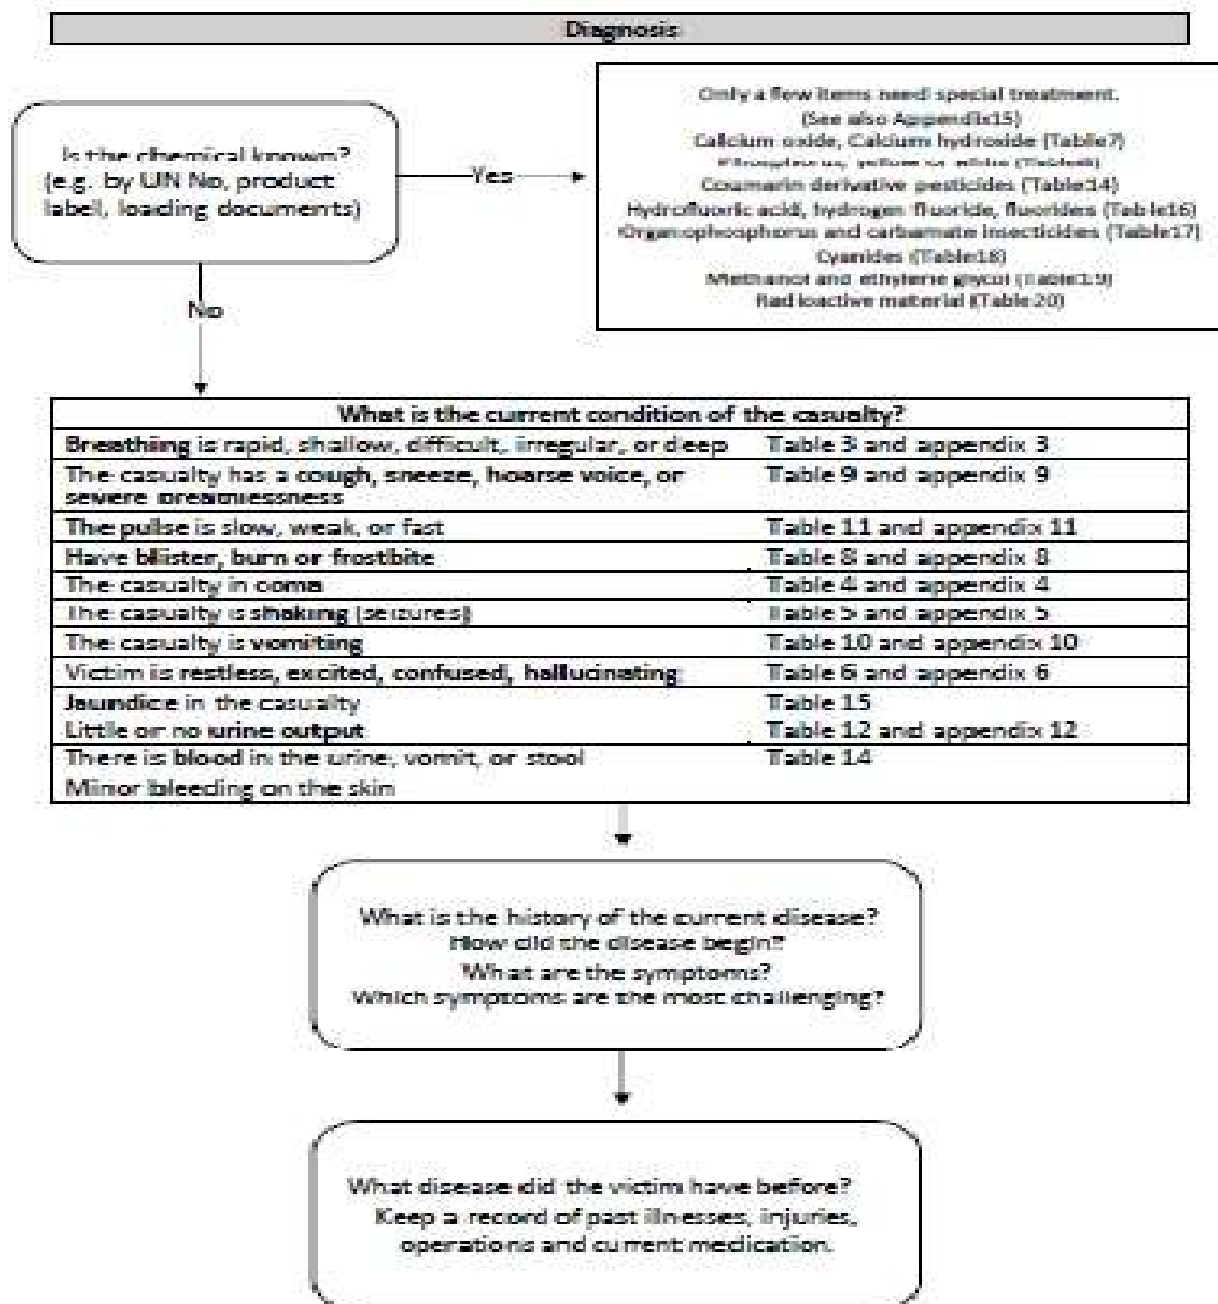 Diagnosis
Is the chemical known?
(e.g. by UN No, product
label, loading documents)
Yes
No
Only a few items need special treatment.
(See also Appendix15)
Calcium oxide, Calcium hydroxide (Table7)
Coumarin derivative pesticides (Table14)
Hydrofluoric acid, hydrogen fluoride, fluorides (Table16)
Organophosphorus and carbamate insecticides (Table17)
Cyanides (Table18)
Methanol and ethylene glycol (Table19)
Radioactive material (Table20)
What is the current condition of the casualty?
Breathing is rapid, shallow, difficult, irregular, or deep Table 3 and appendix 3
The casualty has a cough, sneeze, hoarse voice, or Table 9 and appendix 9
severe breathlessness
The pulse is slow, weak, or fast Table 11 and appendix 11
Have blister, burn or frostbite Table 8 and appendix 8
The casualty in coma Table 4 and appendix 4
The casualty is shaking (seizures) Table 5 and appendix 5
The casualty is vomiting Table 10 and appendix 10
Victim is restless, excited, confused, hallucinating Table 6 and appendix 6
Jaundice in the casualty Table 15
Little or no urine output Table 12 and appendix 12
There is blood in the urine, vomit, or stool Table 14
Minor bleeding on the skin
What is the history of the current disease?
How did the disease begin?
What are the symptoms?
Which symptoms are the most challenging?
What disease did the victim have before?
Keep a record of past illnesses, injuries,
operations and current medication.